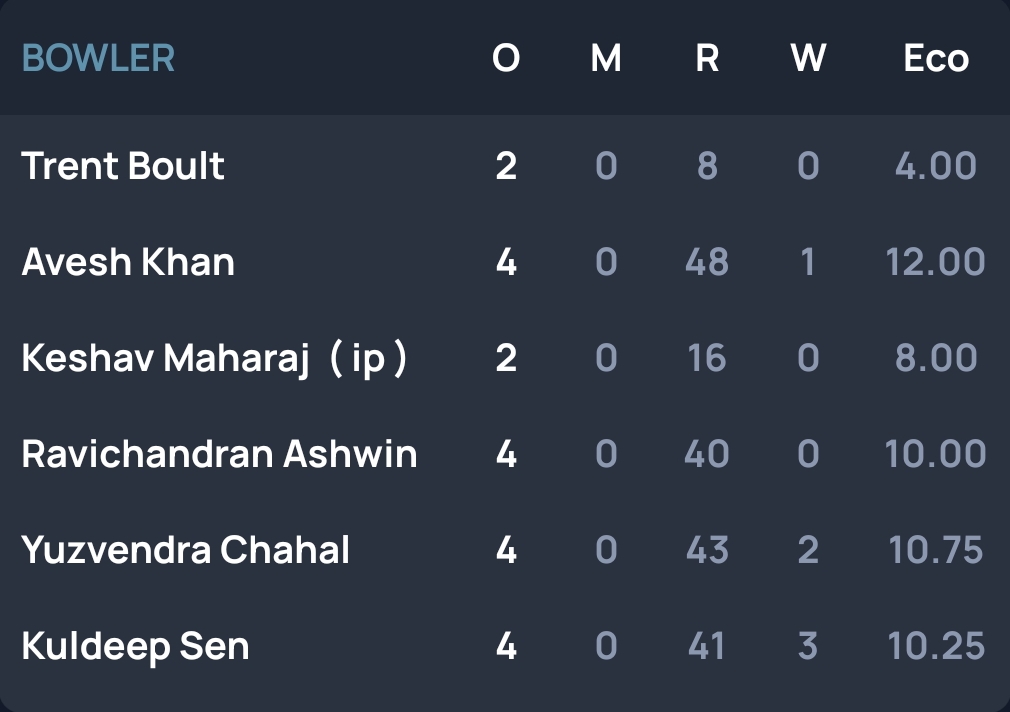 BOWLER O M R W Eco
Trent Boult 2 0 8 0 4.00
Avesh Khan 4 0 48 1 12.00
Keshav Maharaj ( ip ) 2 0 16 0 8.00
Ravichandran Ashwin 4 0 40 0 10.00
Yuzvendra Chahal 4 0 43 2 10.75
Kuldeep Sen 4 0 41 3 10.25